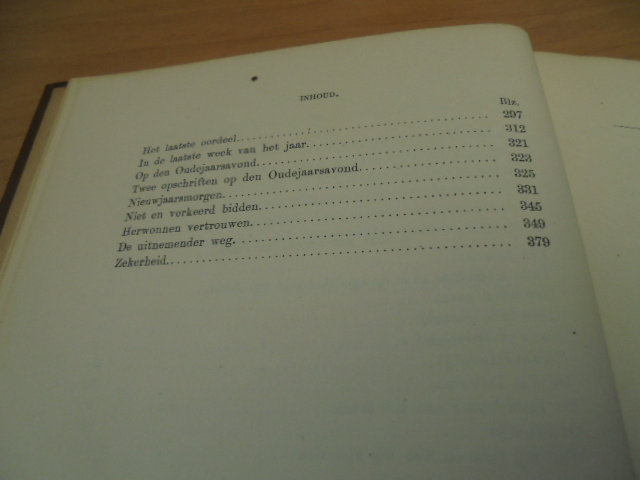 INHOUD.
Blz.
Het laatste oordeel. . . . . . . . . . . . . . . . . . . . . . . . 297
In de laatste week van het jaar. . . . . . . . . . . . . . . . . . 312
Op den Oudejaarsavond. . . . . . . . . . . . . . . . . . . . . . . 321
Twee opschriften op den Oudejaarsavond. . . . . . . . . . . . . . 323
Nieuwjaarsmorgen. . . . . . . . . . . . . . . . . . . . . . . . . 325
Niet en verkeerd bidden. . . . . . . . . . . . . . . . . . . . . . 331
Herwonnen vertrouwen. . . . . . . . . . . . . . . . . . . . . . . 345
De uitnemender weg. . . . . . . . . . . . . . . . . . . . . . . . 349
Zekerheid. . . . . . . . . . . . . . . . . . . . . . . . . . . . . 379